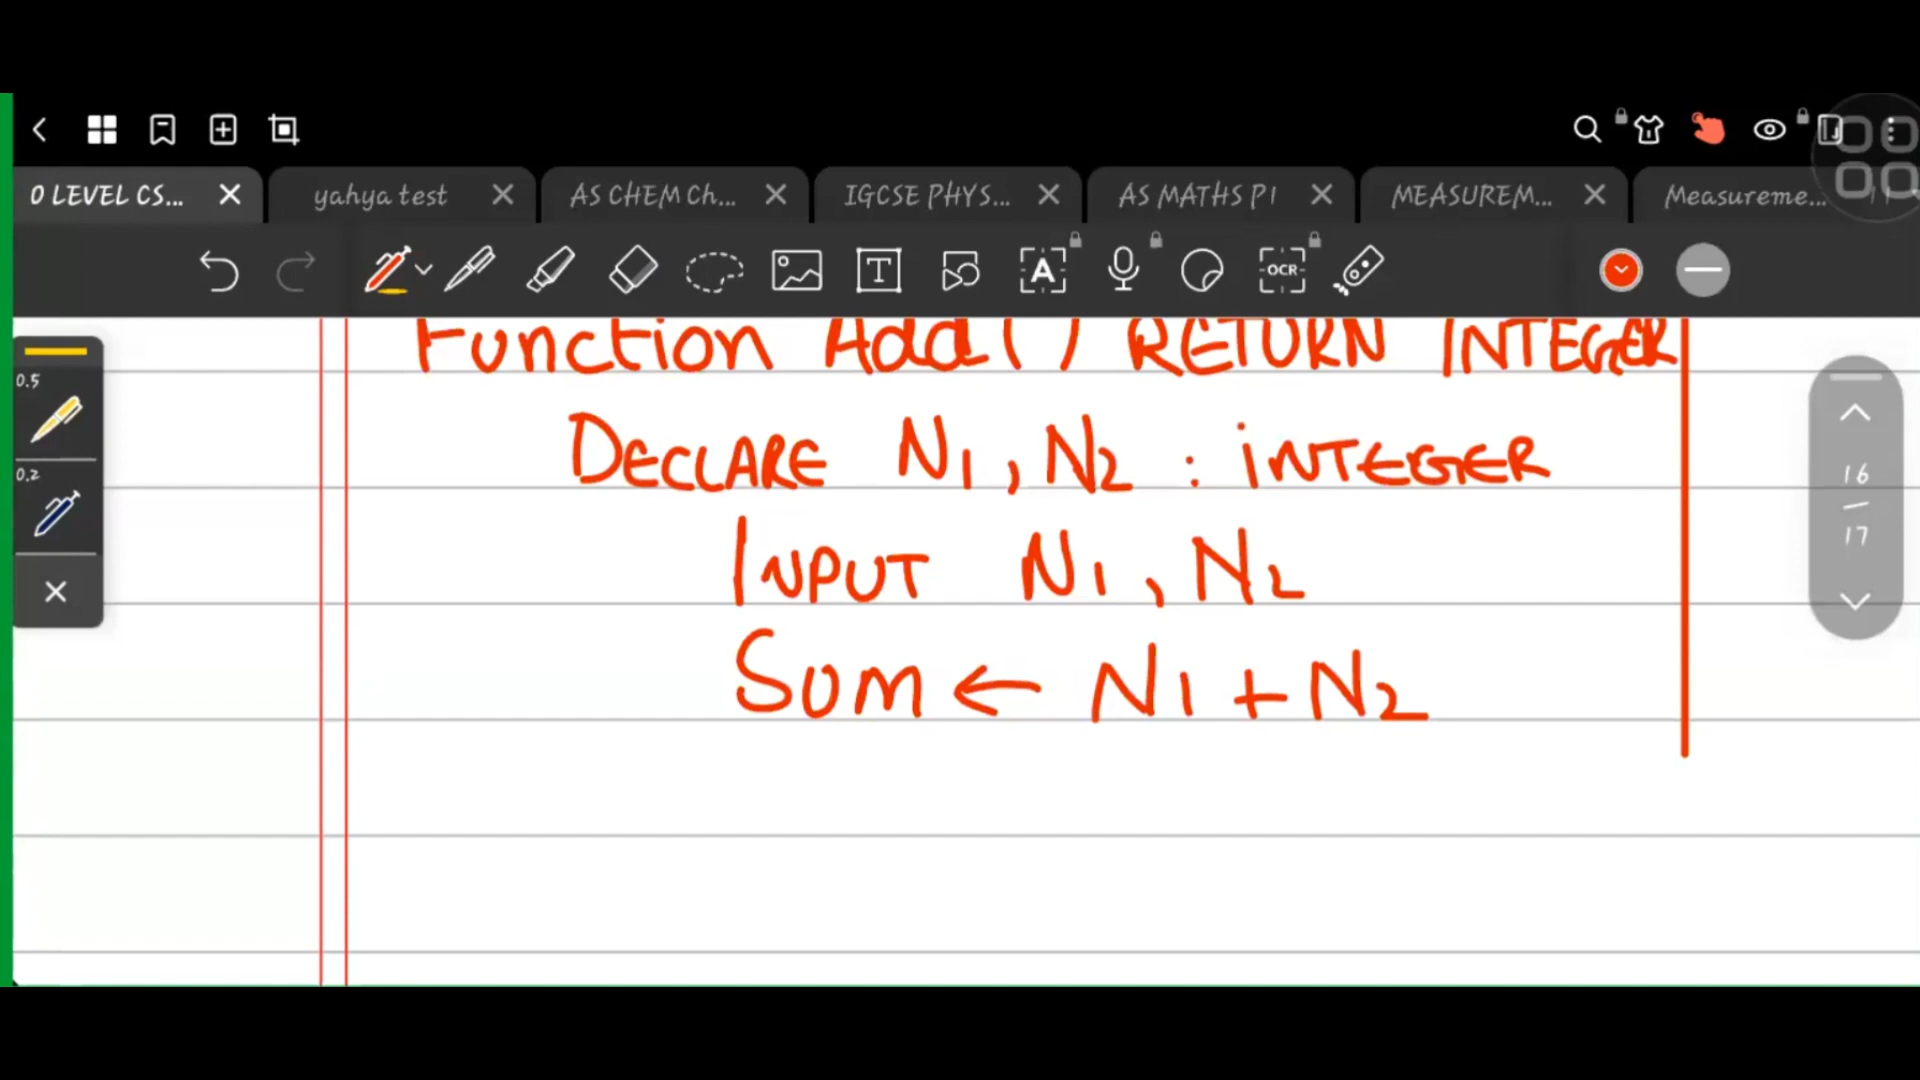 O LEVEL CS... yahya test AS CHEM Ch... IGCSE PHYS... AS MATHS P1 MEASUREM... Measureme...
T A OCR
Function Add() RETURN INTEGER
0.5
DECLARE N1, N2 : INTEGER
0.2
16
17
INPUT N1, N2
SUM ← N1 + N2